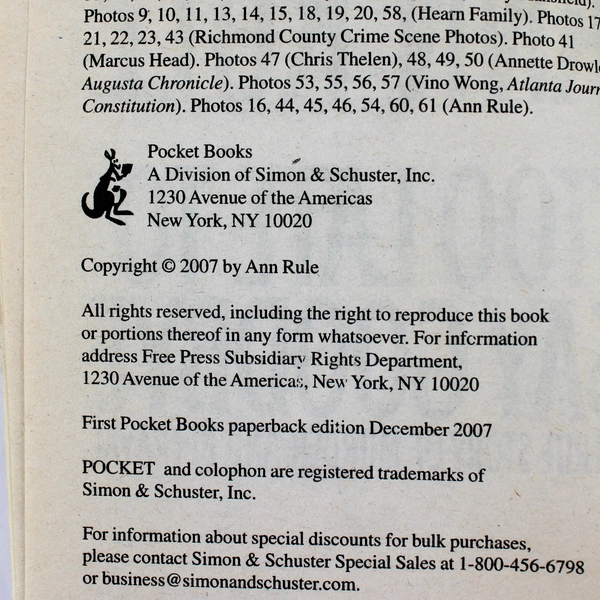 Photos 9, 10, 11, 13, 14, 15, 18, 19, 20, 58, (Hearn Family). Photos 17
21, 22, 23, 43 (Richmond County Crime Scene Photos). Photo 41
(Marcus Head). Photos 47 (Chris Thelen), 48, 49, 50 (Annette
Augusta Chronicle). Photos 53, 55, 56, 57 (Vino Wong, Atlanta
Constitution). Photos 16, 44, 45, 46, 54, 60, 61 (Ann Rule).
Pocket Books
A Division of Simon & Schuster, Inc.
1230 Avenue of the Americas
New York, NY 10020
Copyright © 2007 by Ann Rule
All rights reserved, including the right to reproduce this book
or portions thereof in any form whatsoever. For information
address Free Press Subsidiary Rights Department,
1230 Avenue of the Americas, New York, NY 10020
First Pocket Books paperback edition December 2007
POCKET and colophon are registered trademarks of
Simon & Schuster, Inc.
For information about special discounts for bulk purchases,
please contact Simon & Schuster Special Sales at 1-800-456-6798
or business@simonandschuster.com.